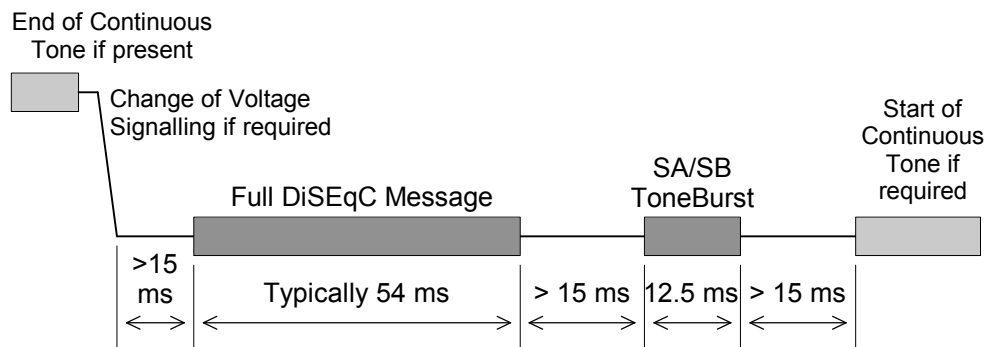 End of Continuous
Tone if present
Change of Voltage
Signalling if required
Start of
Continuous
Tone if
required
SA/SB
ToneBurst
Full DiSEqC Message
>15
ms
Typically 54 ms
> 15 ms
12.5 ms
> 15 ms